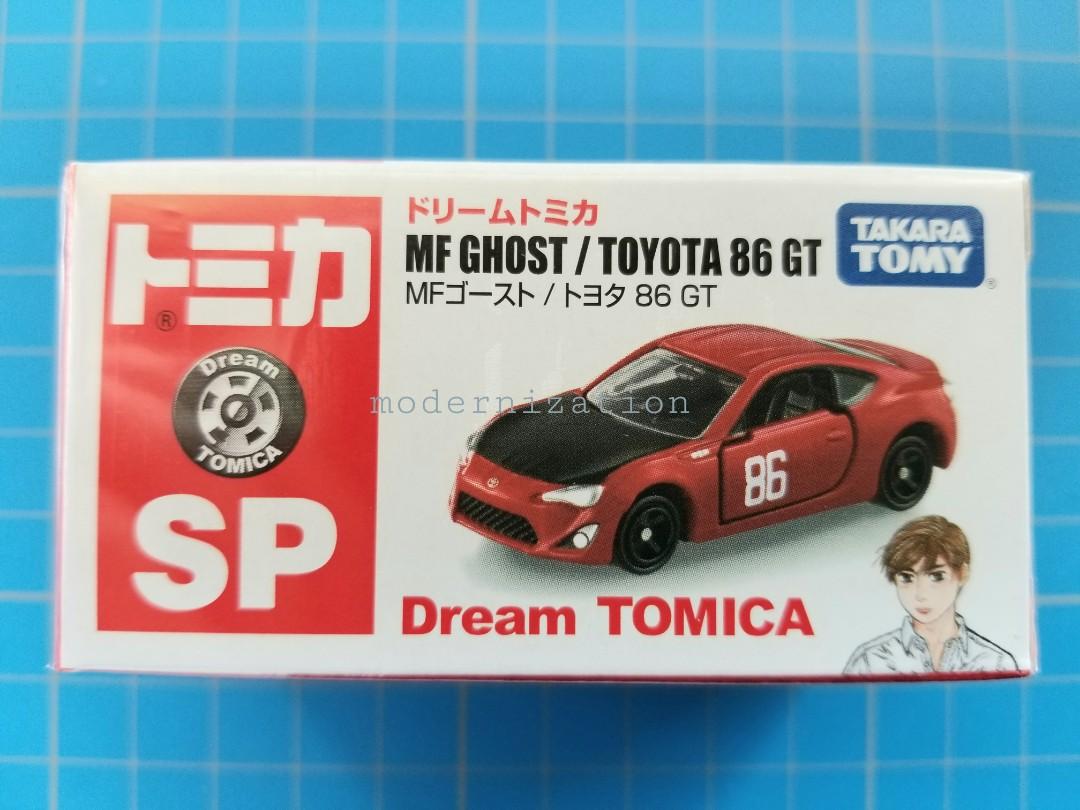 トミカ
®
Dream
TOMICA
SP
ドリームトミカ
MF GHOST / TOYOTA 86 GT
MFゴースト / トヨタ 86 GT
TAKARA
TOMY
®
modernization
86
Dream TOMICA